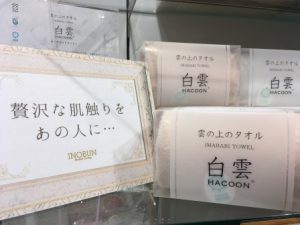 贅沢な肌触りを
あの人に…
INOBUN
雲の上のタオル
白雲
HACOON
雲の上のタオル
IMABARI TOWEL
白雲
HACOON
雲の上のタオル
IMABARI TOWEL
白雲
HACOON